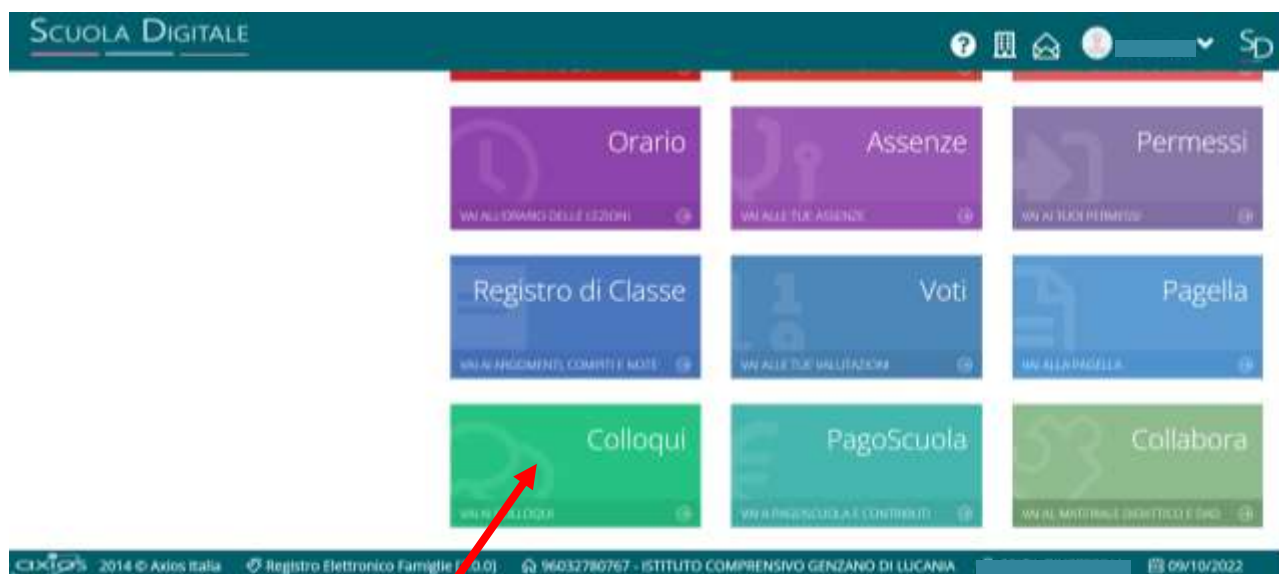 SCUOLA DIGITALE
SD
Orario
Assenze
Permessi
VAI ALL'ORARIO DELLE LEZIONI
VAI ALLE TUE ASSENZE
VAI AI TUOI PERMESSI
Registro di Classe
Voti
Pagella
VAI AI ARGOMENTI, COMPITI E NOTE
VAI ALLE TUE VALUTAZIONI
VAI ALLA PAGELLA
Colloqui
PagoScuola
Collabora
VAI COLLOQUI
VAI A PAGOSCUOLA E CONTRIBUTI
VAI AL MATERIALE DIDATTICO E DAD
axios 2014 © Axios Italia Registro Elettronico Famiglie 96032780767 - ISTITUTO COMPRENSIVO GENZANO DI LUCANIA 09/10/2022